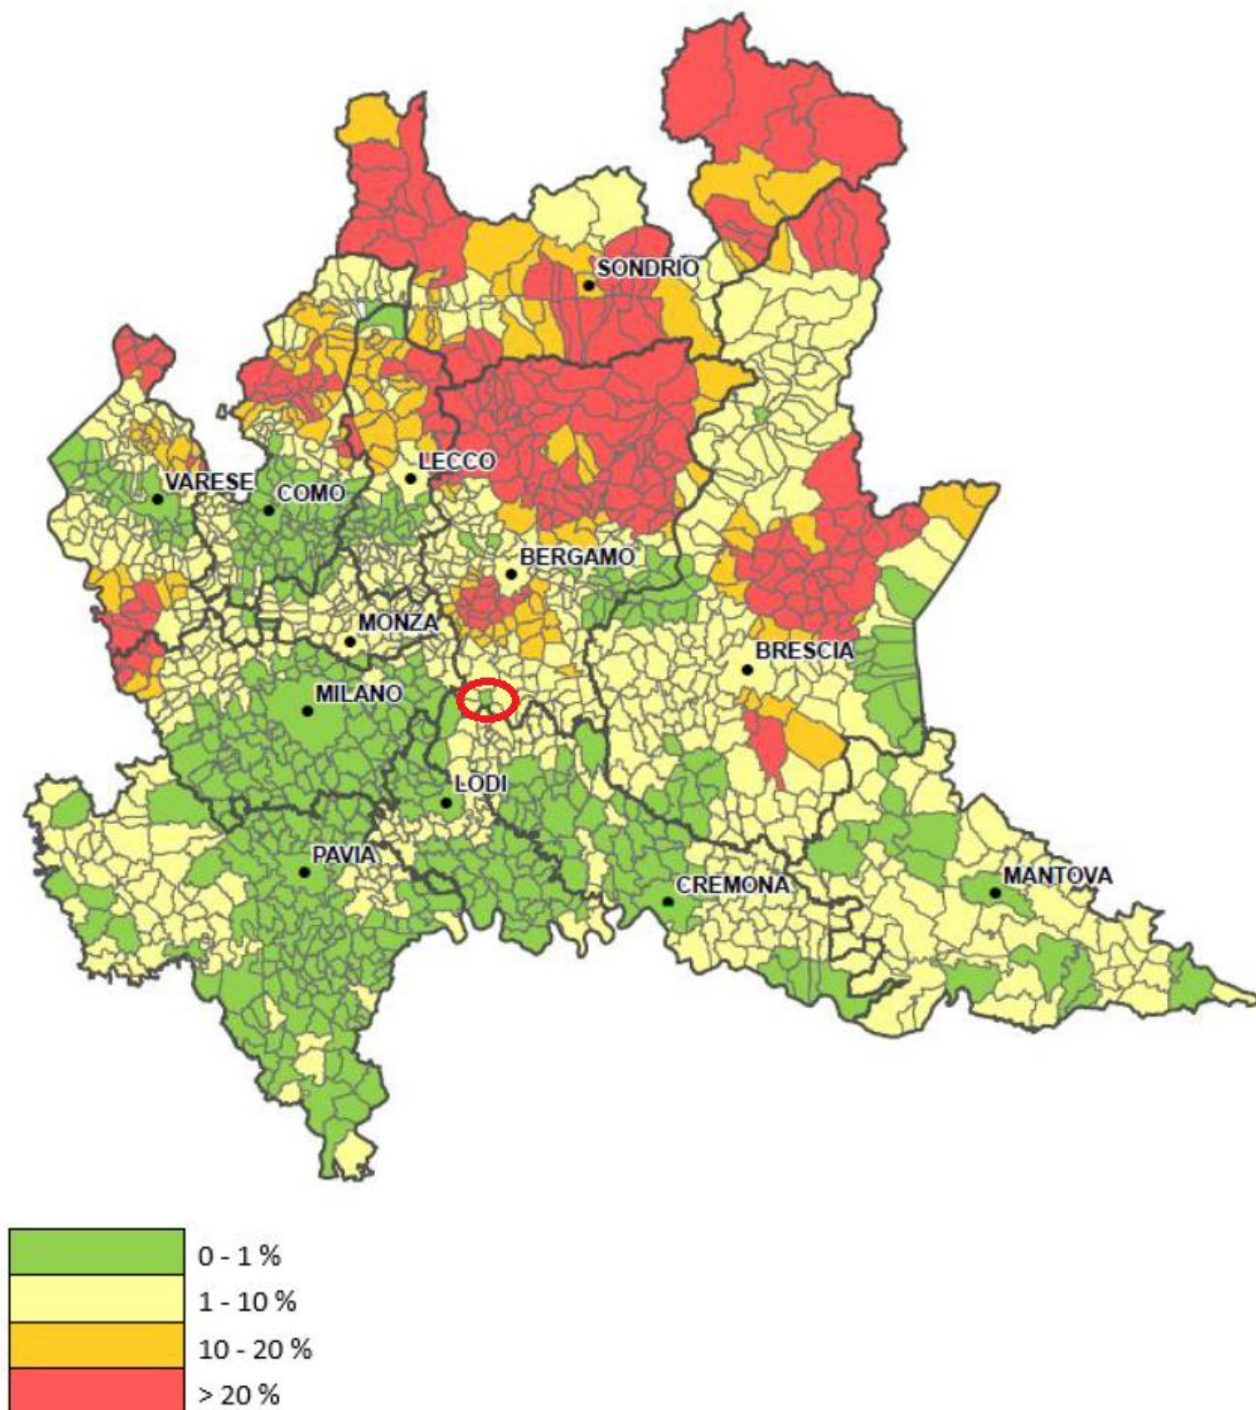 SONDRIO
LECCO
VARESE
COMO
BERGAMO
MONZA
BRESCIA
MILANO
LODI
PAVIA
MANTOVA
CREMONA
0 - 1 %
1 - 10 %
10 - 20 %
> 20 %